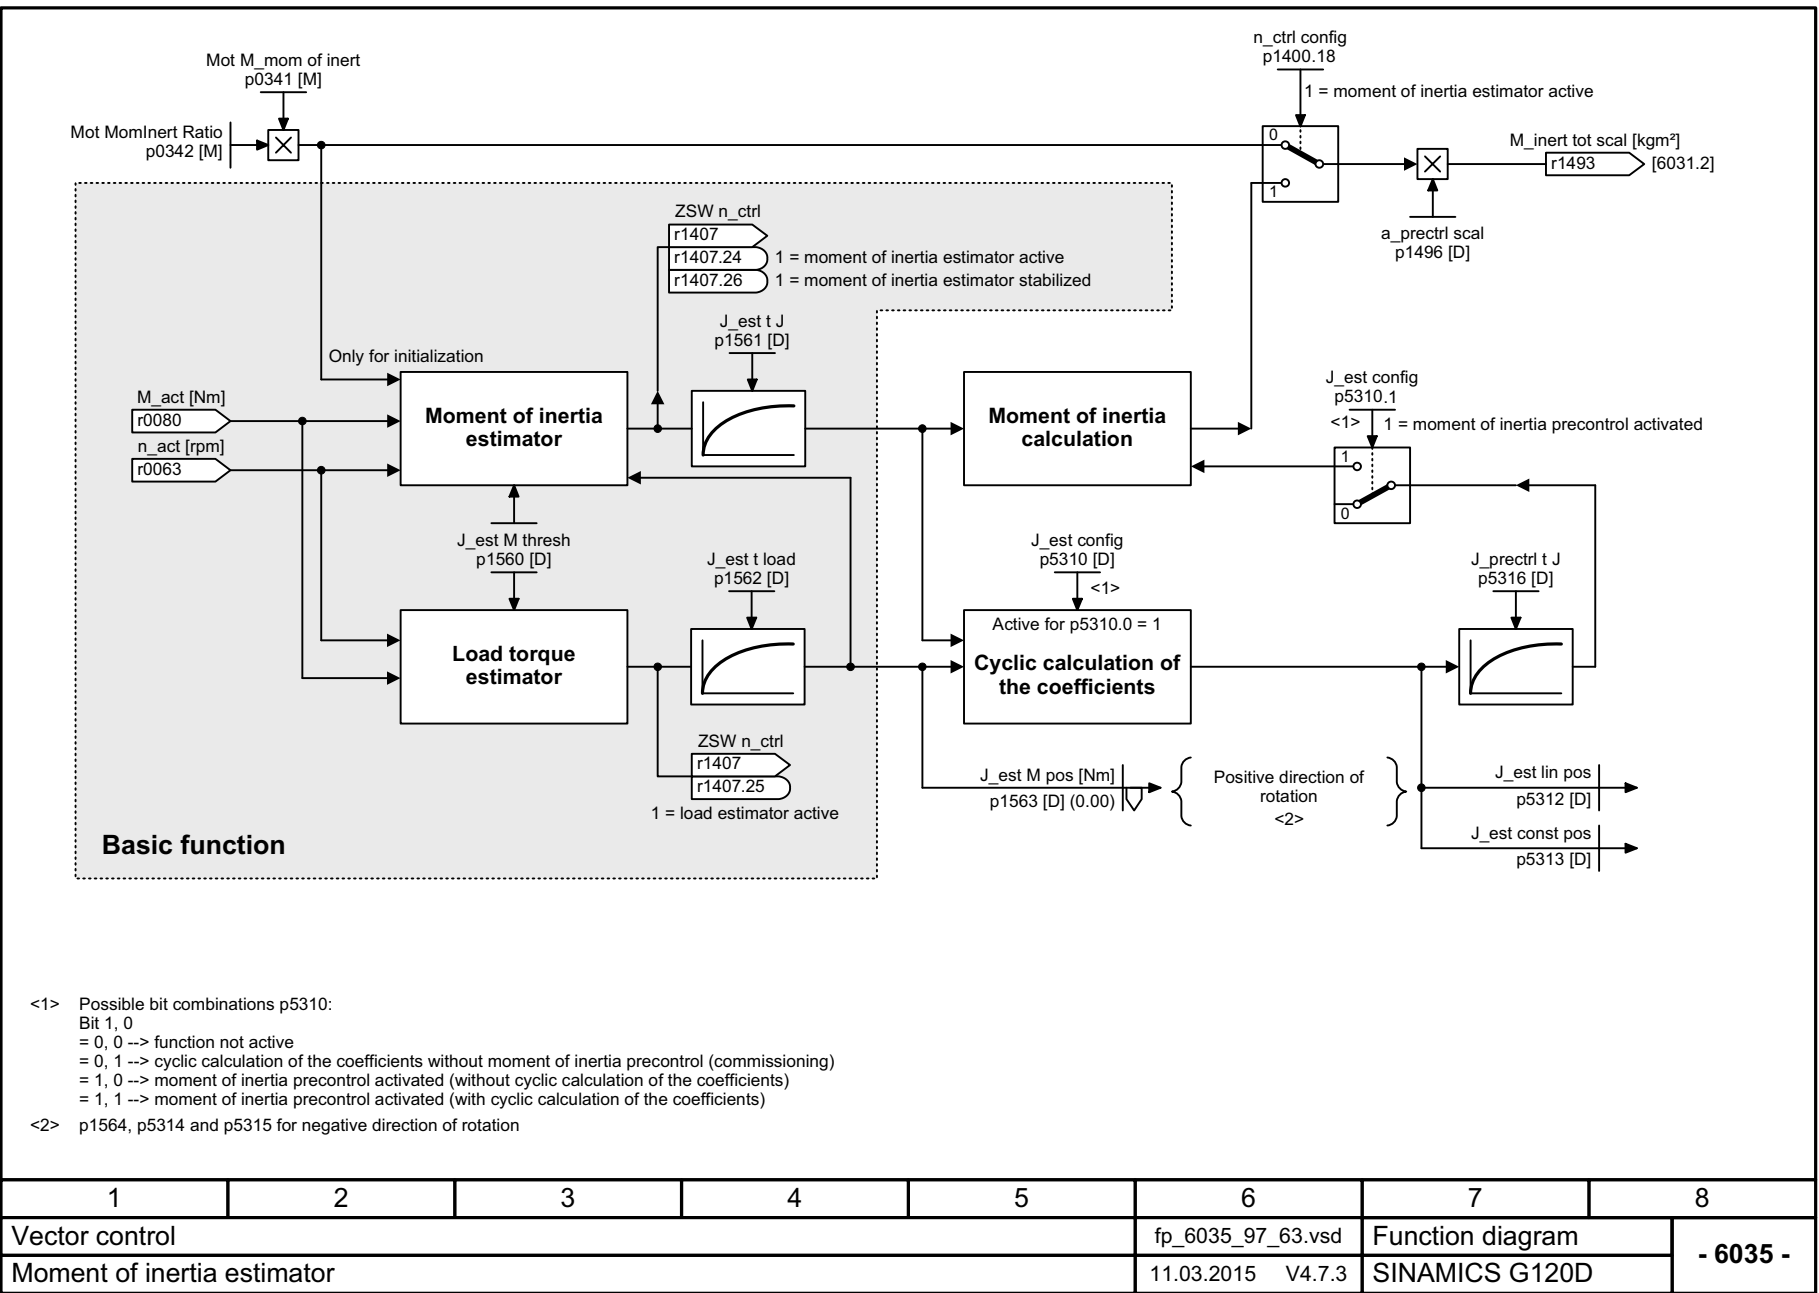 n_ctrl config
p1400.18
1 = moment of inertia estimator active
Mot M_mom of inert
p0341 [M]
Mot MomInert Ratio
p0342 [M]
0
1
M_inert tot scal [kgm²]
r1493
[6031.2]
a_prectrl scal
p1496 [D]
ZSW n_ctrl
r1407
r1407.24
1 = moment of inertia estimator active
r1407.26
1 = moment of inertia estimator stabilized
J_est t J
p1561 [D]
Only for initialization
M_act [Nm]
r0080
n_act [rpm]
r0063
Moment of inertia
estimator
Moment of inertia
calculation
J_est config
p5310.1
<1>
1 = moment of inertia precontrol activated
1
0
J_est M thresh
p1560 [D]
J_est t load
p1562 [D]
J_est config
p5310 [D]
<1>
J_prectrl t J
p5316 [D]
Load torque
estimator
Active for p5310.0 = 1
Cyclic calculation of
the coefficients
ZSW n_ctrl
r1407
r1407.25
1 = load estimator active
J_est M pos [Nm]
p1563 [D] (0.00)
Positive direction of
rotation
<2>
J_est lin pos
p5312 [D]
J_est const pos
p5313 [D]
Basic function
<1> Possible bit combinations p5310:
Bit 1, 0
= 0, 0 --> function not active
= 0, 1 --> cyclic calculation of the coefficients without moment of inertia precontrol (commissioning)
= 1, 0 --> moment of inertia precontrol activated (without cyclic calculation of the coefficients)
= 1, 1 --> moment of inertia precontrol activated (with cyclic calculation of the coefficients)
<2> p1564, p5314 and p5315 for negative direction of rotation
1 2 3 4 5 6 7 8
Vector control
fp_6035_97_63.vsd
Function diagram
- 6035 -
Moment of inertia estimator
11.03.2015 V4.7.3
SINAMICS G120D